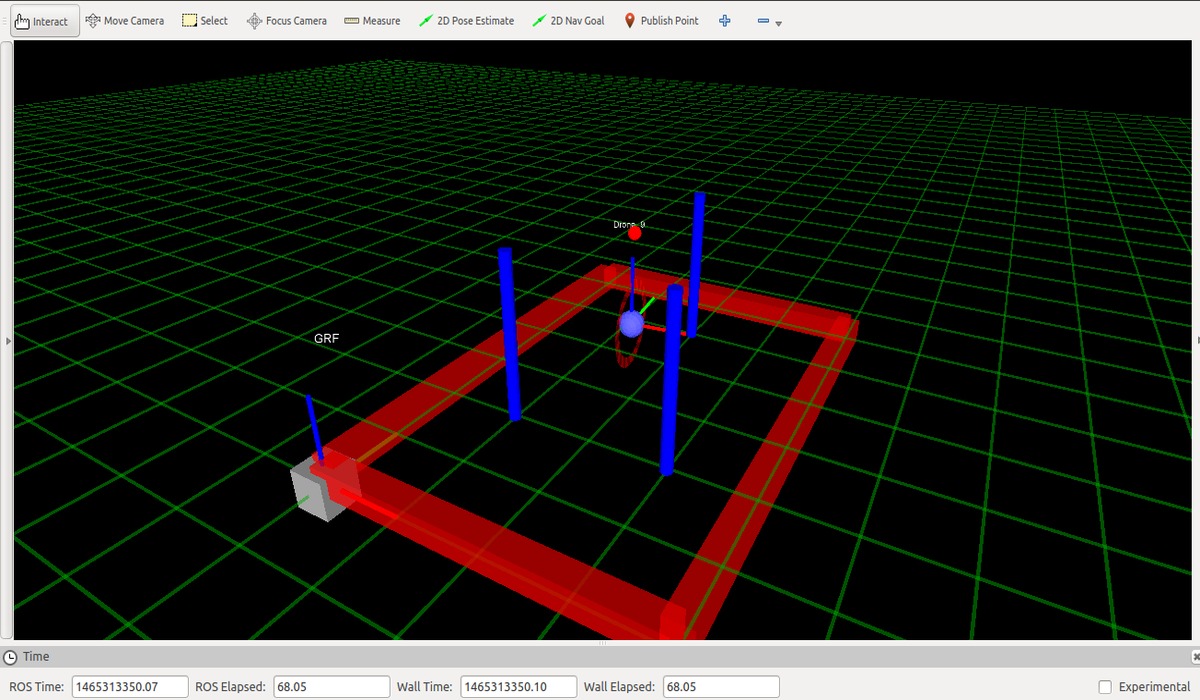 Interact Move Camera Select Focus Camera Measure 2D Pose Estimate 2D Nav Goal Publish Point
Drone_0
GRF
Time
ROS Time: 1465313350.07 ROS Elapsed: 68.05 Wall Time: 1465313350.10 Wall Elapsed: 68.05 Experimental